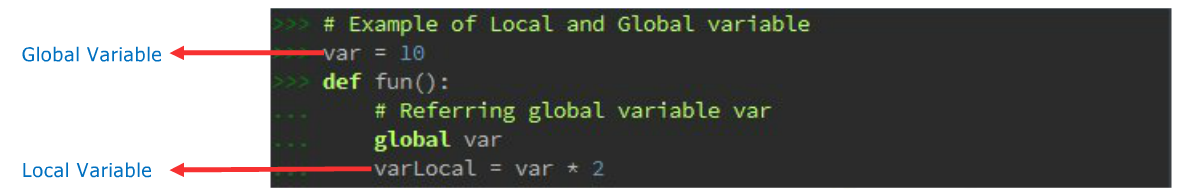 >>> # Example of Local and Global variable
Global Variable >>> var = 10
>>> def fun():
... # Referring global variable var
... global var
Local Variable ... varLocal = var * 2